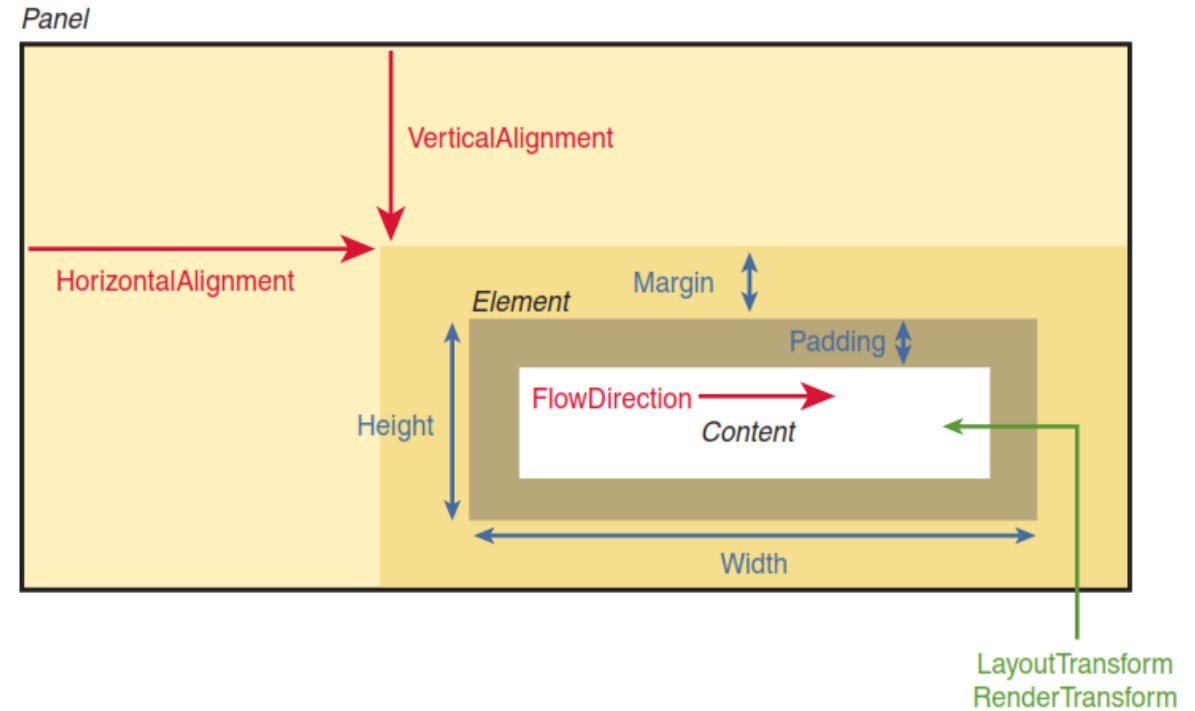 Panel
VerticalAlignment
HorizontalAlignment
Margin
Element
Padding
FlowDirection
Height
Content
Width
LayoutTransform
RenderTransform